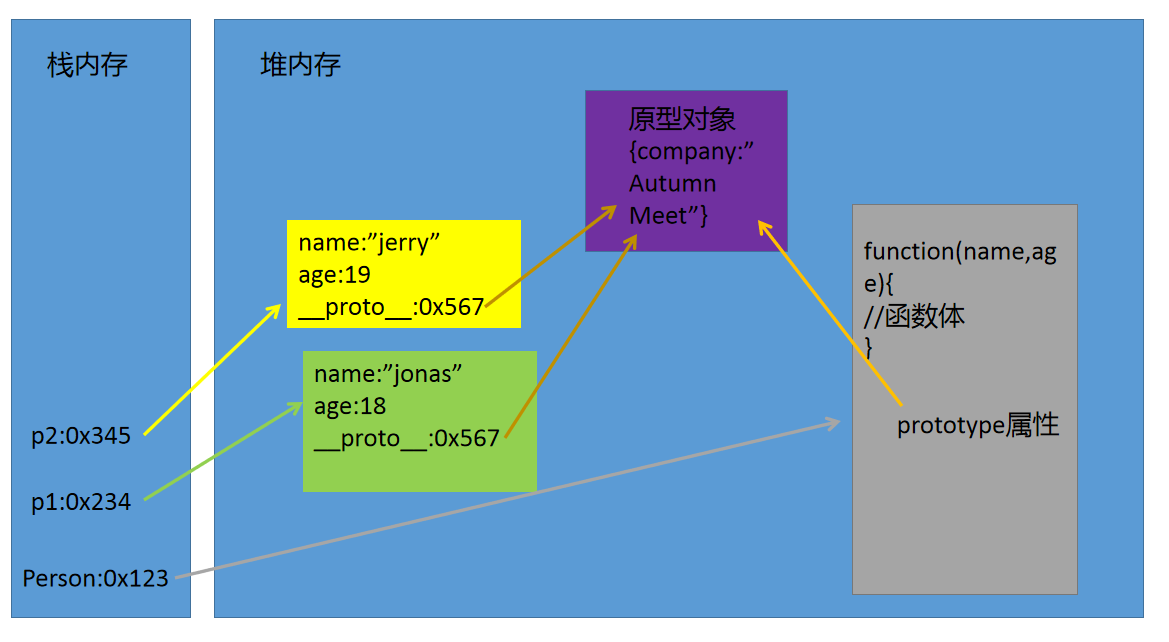 栈内存
堆内存
原型对象
{company:”
Autumn
Meet”}
name:”jerry”
age:19
__proto__:0x567
name:”jonas”
age:18
__proto__:0x567
function(name,ag
e){
//函数体
}
prototype属性
p2:0x345
p1:0x234
Person:0x123